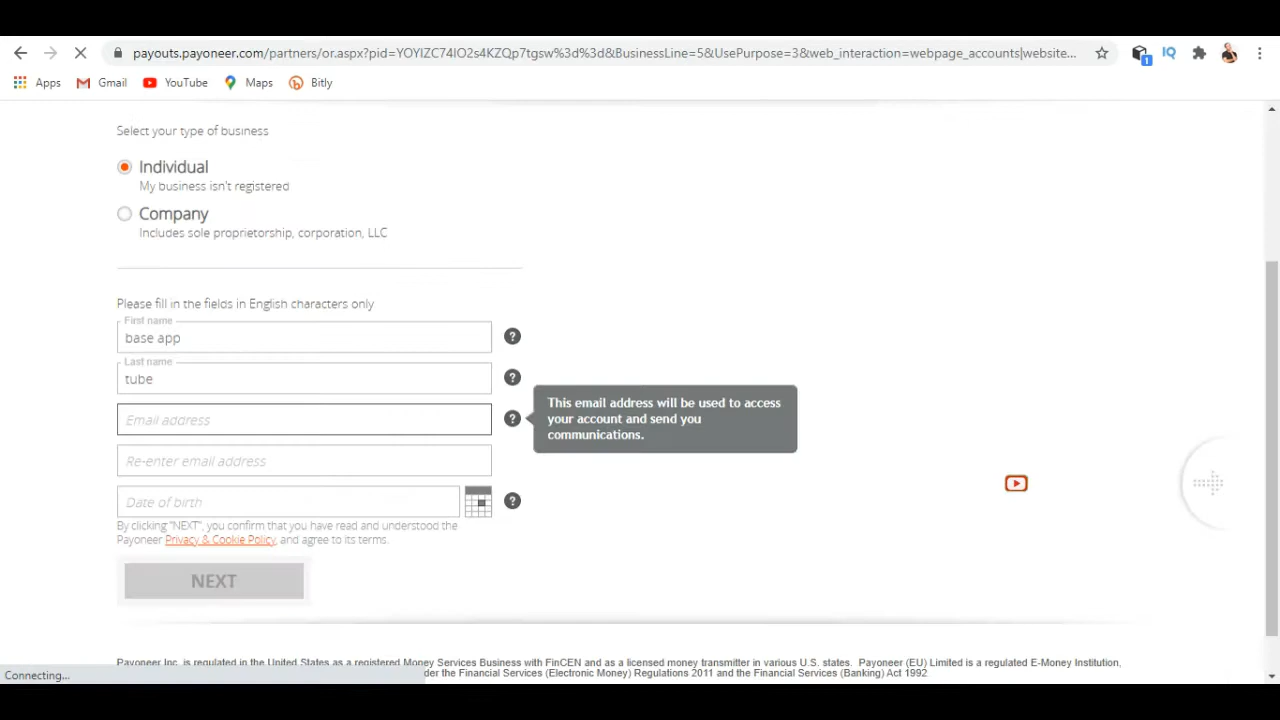 payouts.payoneer.com/partners/or.aspx?pid=YOYIZC74IO2s4KZQp7tgsw%3d%3d&BusinessLine=5&UsePurpose=3&web_interaction=webpage_accounts|website...
1
IQ
Apps
Gmail
YouTube
Maps
Bitly
Select your type of business
Individual
My business isn't registered
Company
Includes sole proprietorship, corporation, LLC
Please fill in the fields in English characters only
First name
base app
?
Last name
tube
?
This email address will be used to access
your account and send you
communications.
Email address
?
Re-enter email address
Date of birth
?
By clicking "NEXT", you confirm that you have read and understood the
Payoneer Privacy & Cookie Policy, and agree to its terms.
NEXT
Payoneer Inc. is regulated in the United States as a registered Money Services Business with FinCEN and as a licensed money transmitter in various U.S. states. Payoneer (EU) Limited is a regulated E-Money Institution,
Connecting...
der the Financial Services (Electronic Money) Regulations 2011 and the Financial Services (Banking) Act 1992